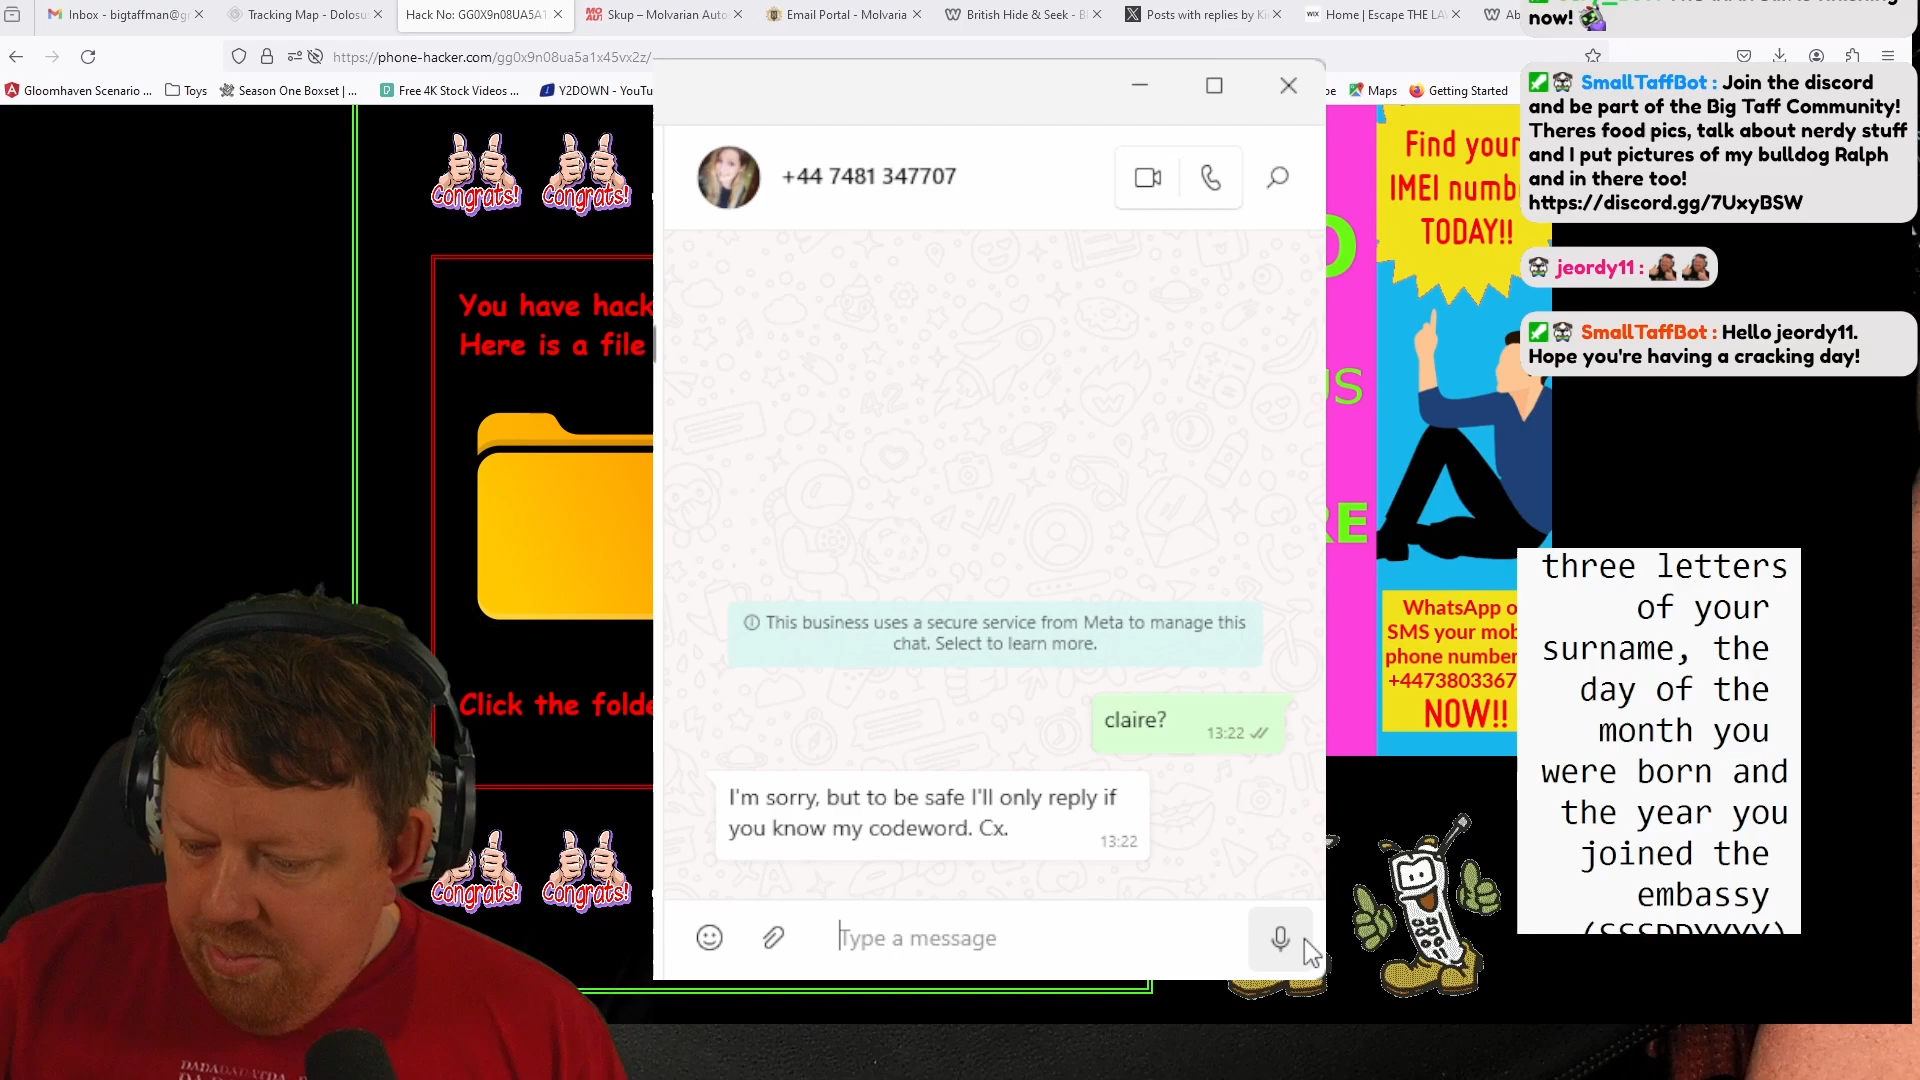 Inbox - bigtaffman@gr
Tracking Map - Dolosus
Hack No: GG0X9n08UA5A1
Skup – Molvarian Auto
Email Portal - Molvaria
British Hide & Seek - B
Posts with replies by Ki
Home | Escape THE LA
Ab
https://phone-hacker.com/gg0x9n08ua5a1x45vx2z/
Gloomhaven Scenario ...
Toys
Season One Boxset | ...
Free 4K Stock Videos ...
Y2DOWN - YouTu
be
Maps
Getting Started
now!
SmallTaffBot : Join the discord
and be part of the Big Taff Community!
Theres food pics, talk about nerdy stuff
and I put pictures of my bulldog Ralph
and in there too!
https://discord.gg/7UxyBSW
jeordy11 :
SmallTaffBot : Hello jeordy11.
Hope you're having a cracking day!
Congrats!
Congrats!
You have hack
Here is a file
Click the folde
Congrats!
Congrats!
+44 7481 347707
This business uses a secure service from Meta to manage this
chat. Select to learn more.
claire?
13:22
I'm sorry, but to be safe I'll only reply if
you know my codeword. Cx.
13:22
Type a message
O
US
RE
Find your
IMEI numb
TODAY!!
WhatsApp o
SMS your mob
phone number
+4473803367
NOW!!
three letters
of your
surname, the
day of the
month you
were born and
the year you
joined the
embassy
(SSSDDYYYY)
DADADADATDA